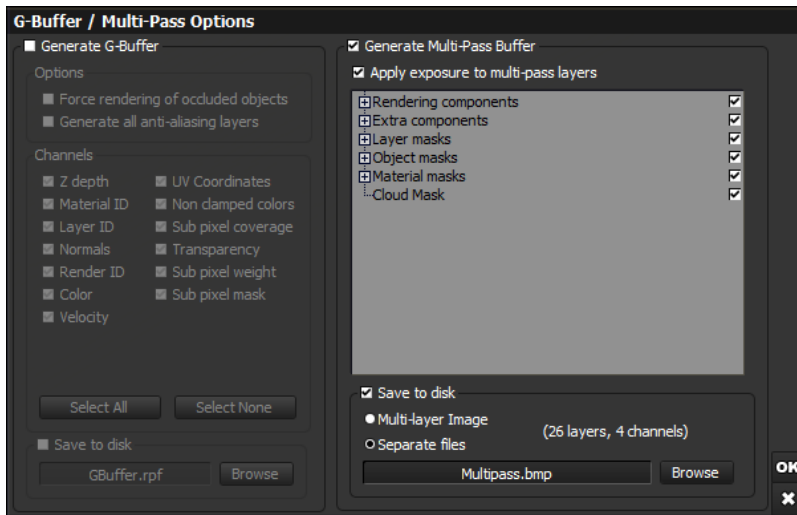 G-Buffer / Multi-Pass Options
Generate G-Buffer
Options
Force rendering of occluded objects
Generate all anti-aliasing layers
Channels
Z depth
UV Coordinates
Material ID
Non clamped colors
Layer ID
Sub pixel coverage
Normals
Transparency
Render ID
Sub pixel weight
Color
Sub pixel mask
Velocity
Select All
Select None
Save to disk
GBuffer.rpf
Browse
Generate Multi-Pass Buffer
Apply exposure to multi-pass layers
Rendering components
Extra components
Layer masks
Object masks
Material masks
Cloud Mask
Save to disk
Multi-layer Image
Separate files
(26 layers, 4 channels)
Multipass.bmp
Browse
OK